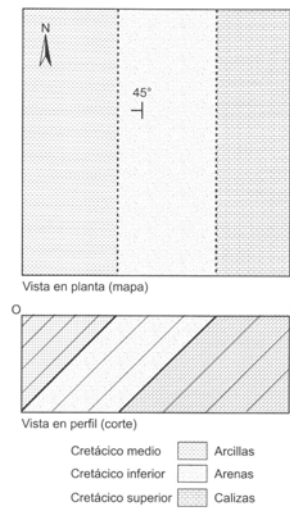 N
45°
Vista en planta (mapa)
O
Vista en perfil (corte)
Cretácico medio Arcillas
Cretácico inferior Arenas
Cretácico superior Calizas